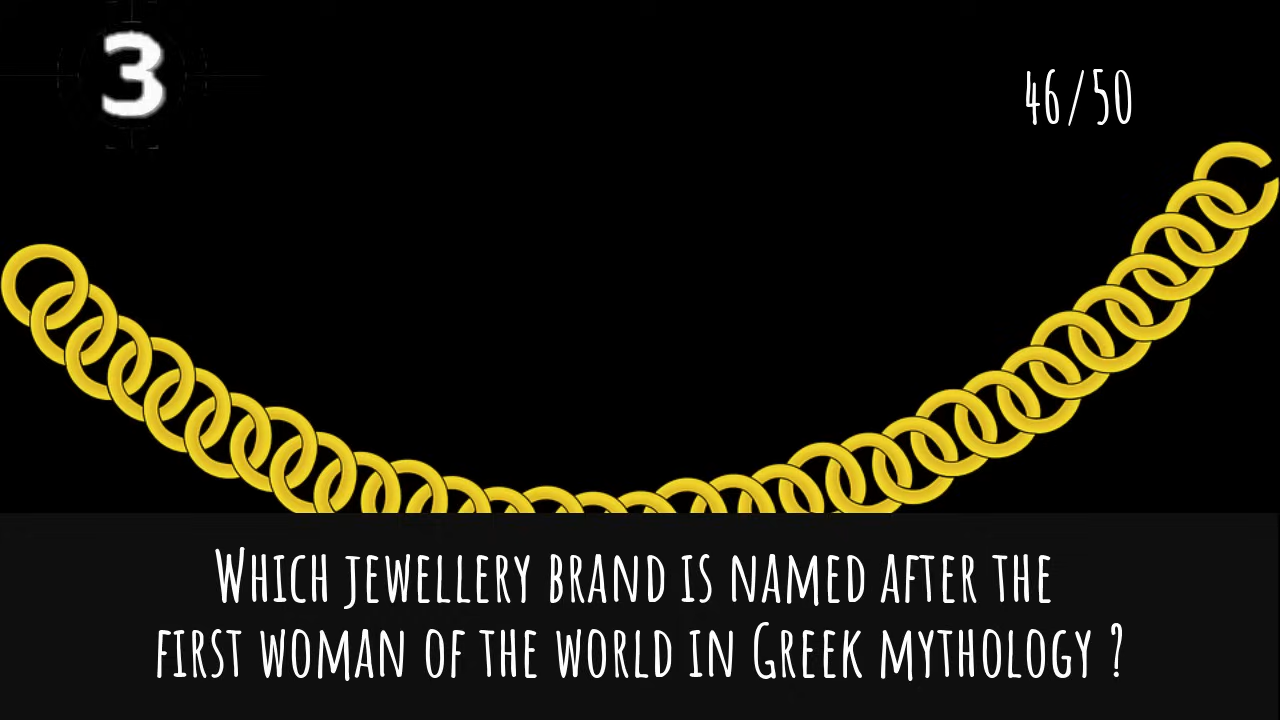 3
46/50
Which jewellery brand is named after the
first woman of the world in Greek mythology ?